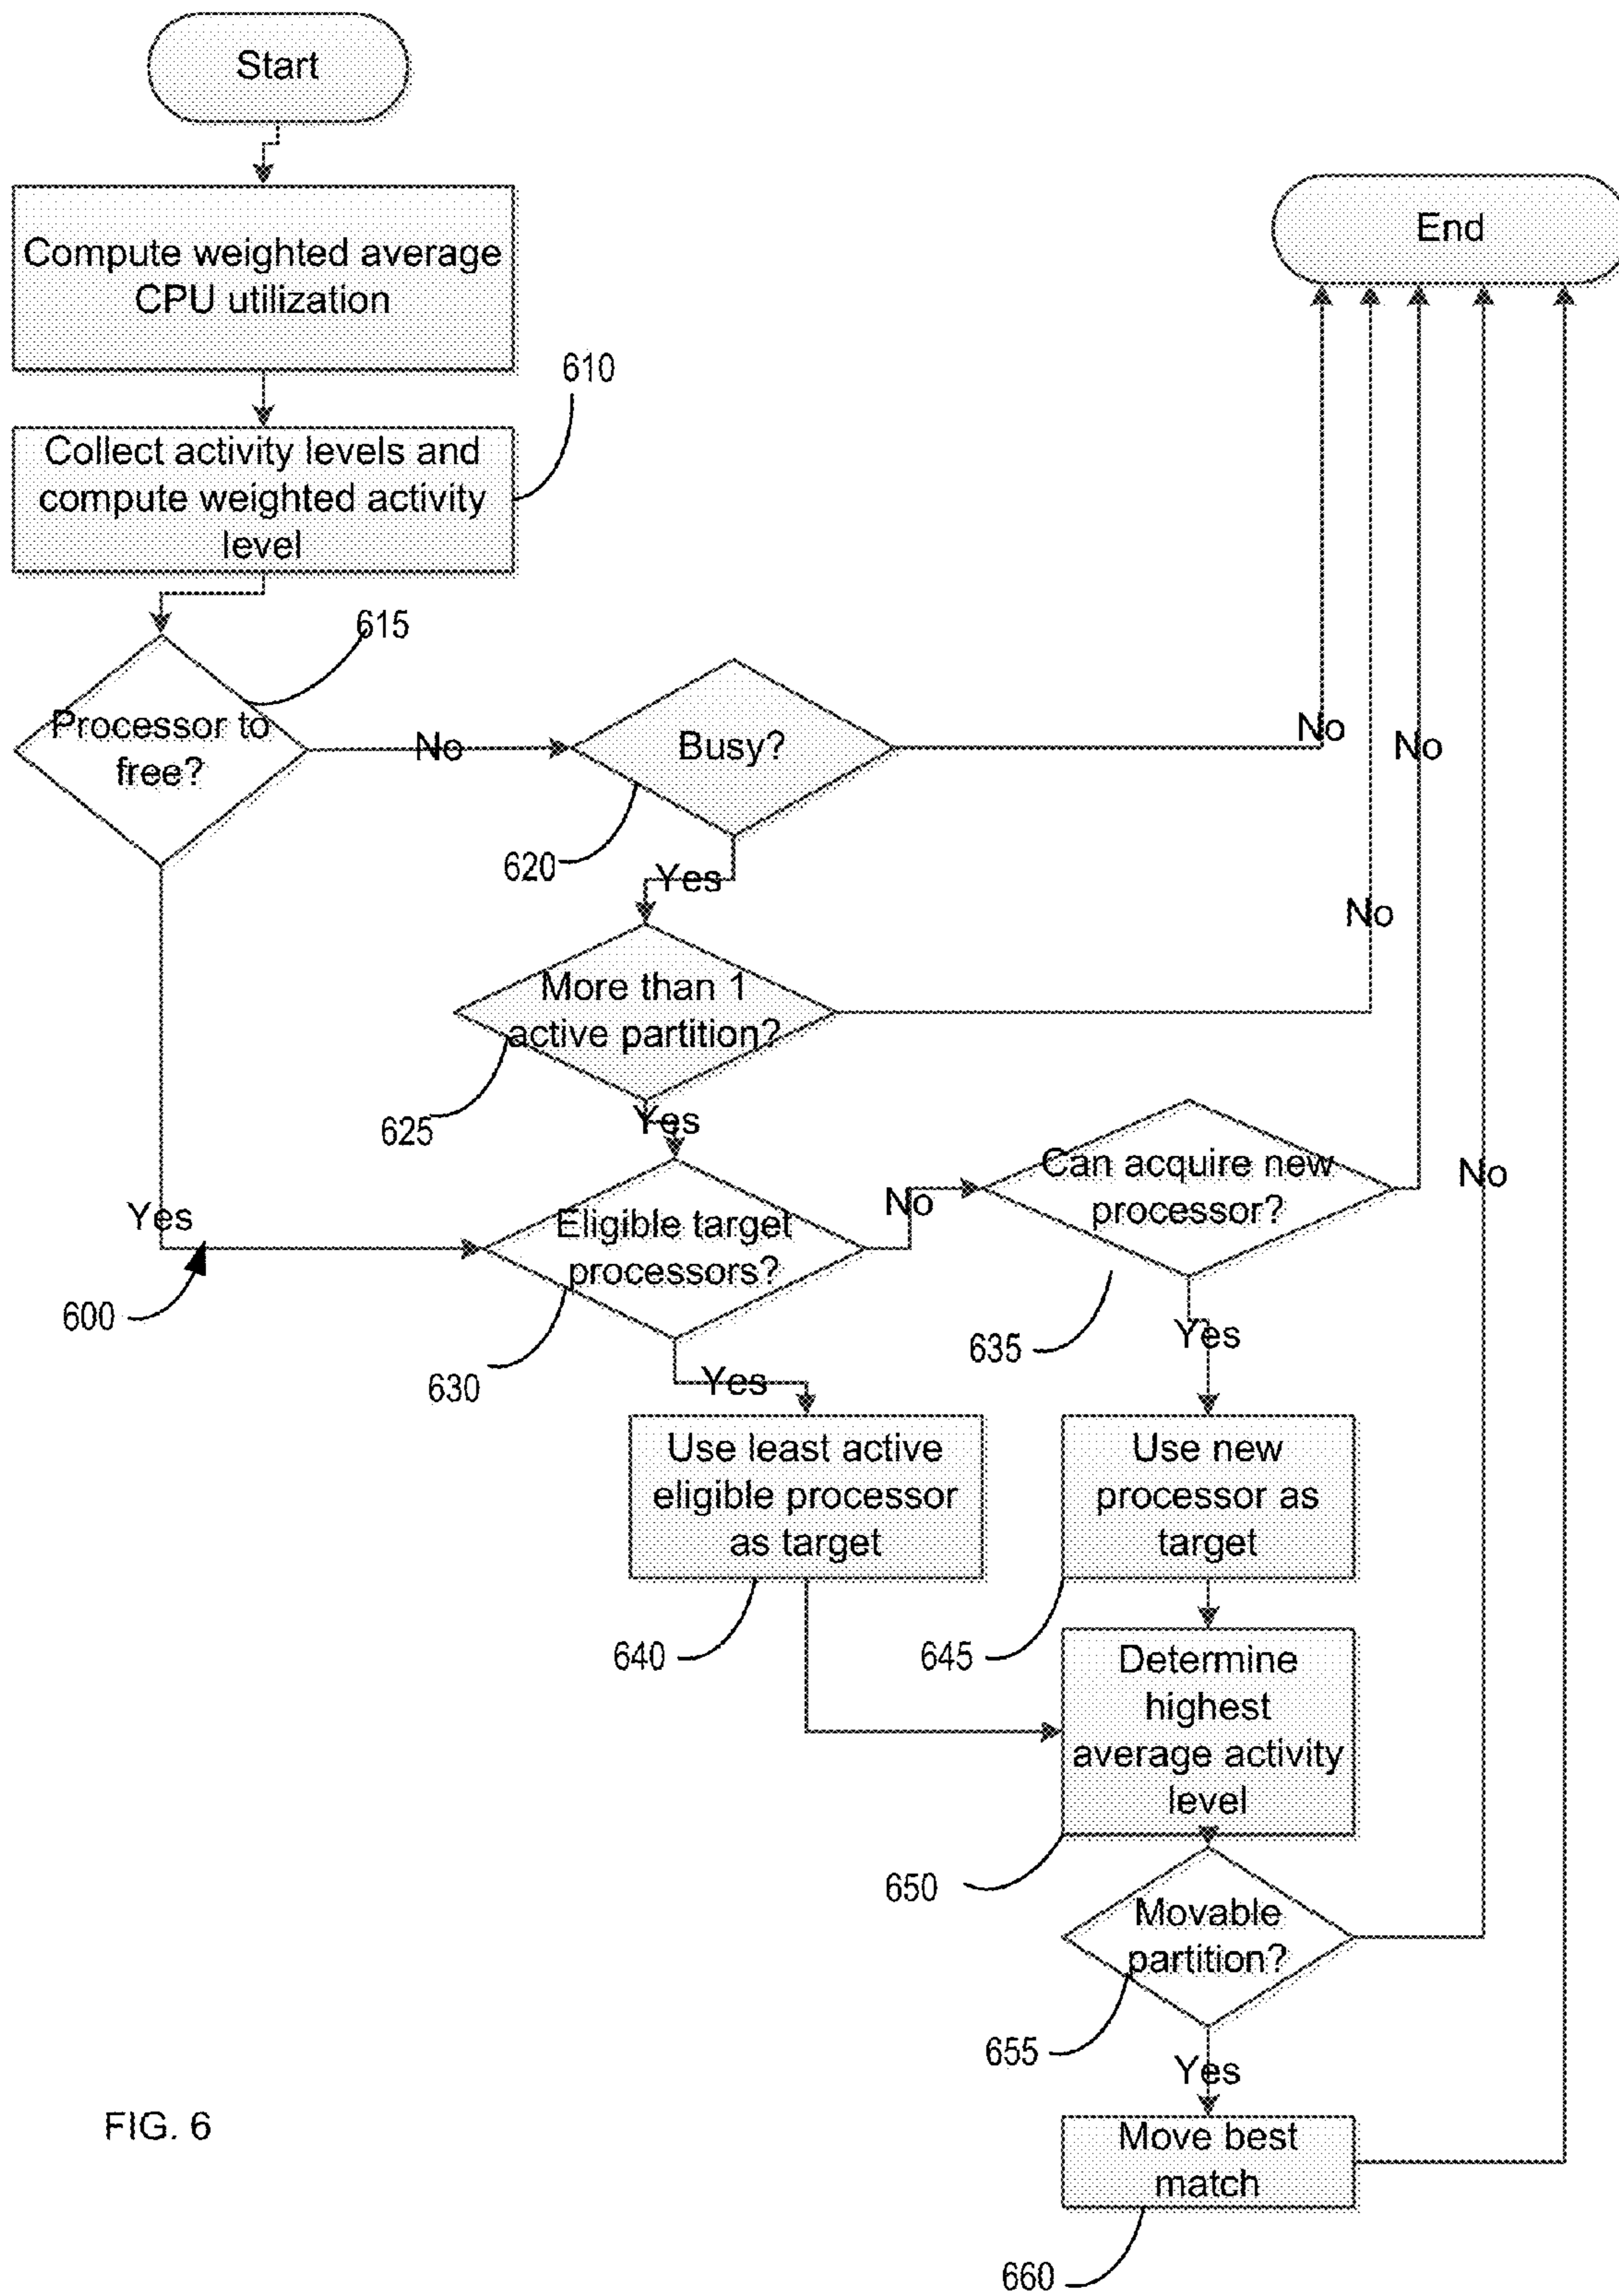 Start
End
Compute weighted average
CPU utilization
610
Collect activity levels and
compute weighted activity
level
615
Processor to
free?
No
Busy?
No
No
620
Yes
No
More than 1
active partition?
625
Yes
Can acquire new
processor?
No
No
Yes
Eligible target
processors?
600
635
Yes
630
Yes
Use least active
eligible processor
as target
Use new
processor as
target
640
645
Determine
highest
average activity
level
650
Movable
partition?
655
Yes
FIG. 6
Move best
match
660